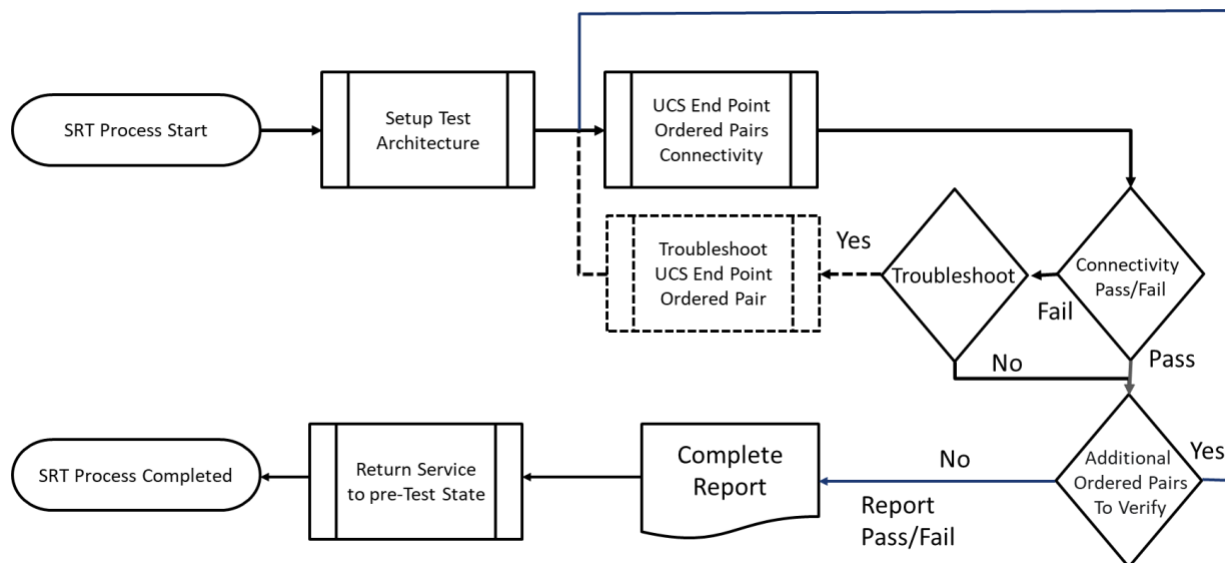 SRT Process Start
Setup Test
Architecture
UCS End Point
Ordered Pairs
Connectivity
Troubleshoot
UCS End Point
Ordered Pair
Yes
Troubleshoot
Connectivity
Pass/Fail
Fail
No
Pass
SRT Process Completed
Return Service
to pre-Test State
Complete
Report
No
Report
Pass/Fail
Additional
Ordered Pairs
To Verify
Yes